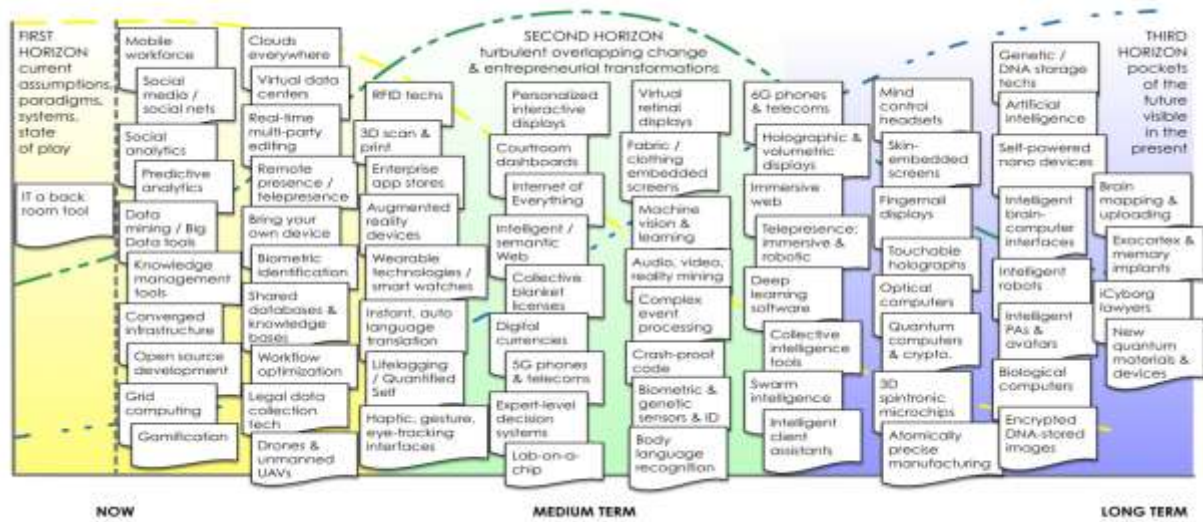 FIRST
HORIZON
current
assumptions,
paradigms,
systems,
state
of play
IT a back
room tool
Mobile
workforce
Social
media /
social nets
Social
analytics
Predictive
analytics
Data
mining / Big
Data tools
Knowledge
management
tools
Converged
infrastructure
Open source
development
Grid
computing
Gamification
Clouds
everywhere
Virtual data
centers
Real-time
multi-party
editing
Remote
presence /
telepresence
Bring your
own device
Biometric
identification
Shared
databases &
knowledge
bases
Workflow
optimization
Legal data
collection
tech
Drones &
unmanned
UAVs
RFID techs
3D scan &
print
Enterprise
app stores
Augmented
reality
devices
Wearable
technologies /
smart watches
Instant, auto
language
translation
Lifelogging
/ Quantified
Self
Haptic, gesture,
eye-tracking
interfaces
SECOND HORIZON
turbulent overlapping change
& entrepreneurial transformations
Personalized
interactive
displays
Courtroom
dashboards
Internet of
Everything
Intelligent /
semantic
Web
Collective
blanket
licenses
Digital
currencies
5G phones
& telecoms
Expert-level
decision
systems
Lab-on-a-
chip
Virtual
retinal
displays
Fabric /
clothing
embedded
screens
Machine
vision &
learning
Audio, video,
reality mining
Complex
event
processing
Crash-proof
code
Biometric &
genetic
sensors & ID
Body
language
recognition
6G phones
& telecoms
Holographic &
volumetric
displays
Immersive
web
Telepresence:
immersive &
robotic
Deep
learning
software
Collective
intelligence
tools
Swarm
intelligence
Intelligent
client
assistants
Mind
control
headsets
Skin-
embedded
screens
Fingernail
displays
Touchable
holographs
Optical
computers
Quantum
computers
& crypto.
3D
spintronic
microchips
Atomically
precise
manufacturing
Genetic /
DNA storage
techs
Artificial
intelligence
Self-powered
nano devices
Intelligent
brain-
computer
interfaces
Intelligent
robots
Intelligent
PAs &
avatars
Biological
computers
Encrypted
DNA-stored
images
THIRD
HORIZON
pockets
of the
future
visible
in the
present
Brain
mapping &
uploading
Exocortex &
memory
implants
iCyborg
lawyers
New
quantum
materials &
devices
NOW
MEDIUM TERM
LONG TERM